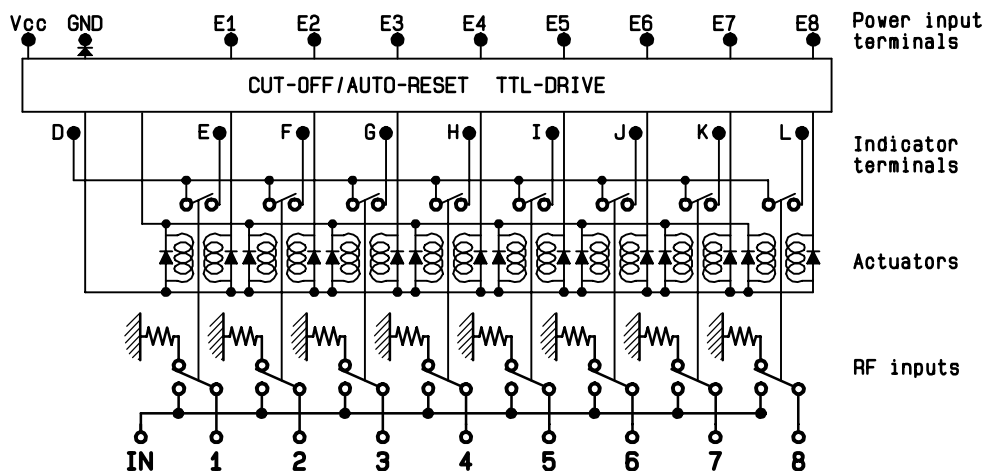 Vcc GND E1 E2 E3 E4 E5 E6 E7 E8 Power input
terminals
CUT-OFF/AUTO-RESET TTL-DRIVE
D E F G H I J K L Indicator
terminals
Actuators
RF inputs
IN 1 2 3 4 5 6 7 8